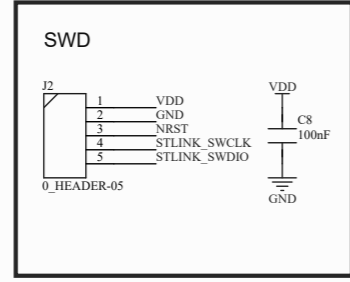 SWD
J2
1 VDD
2 GND
3 NRST
4 STLINK_SWCLK
5 STLINK_SWDIO
0_HEADER-05
VDD
C8
100nF
GND